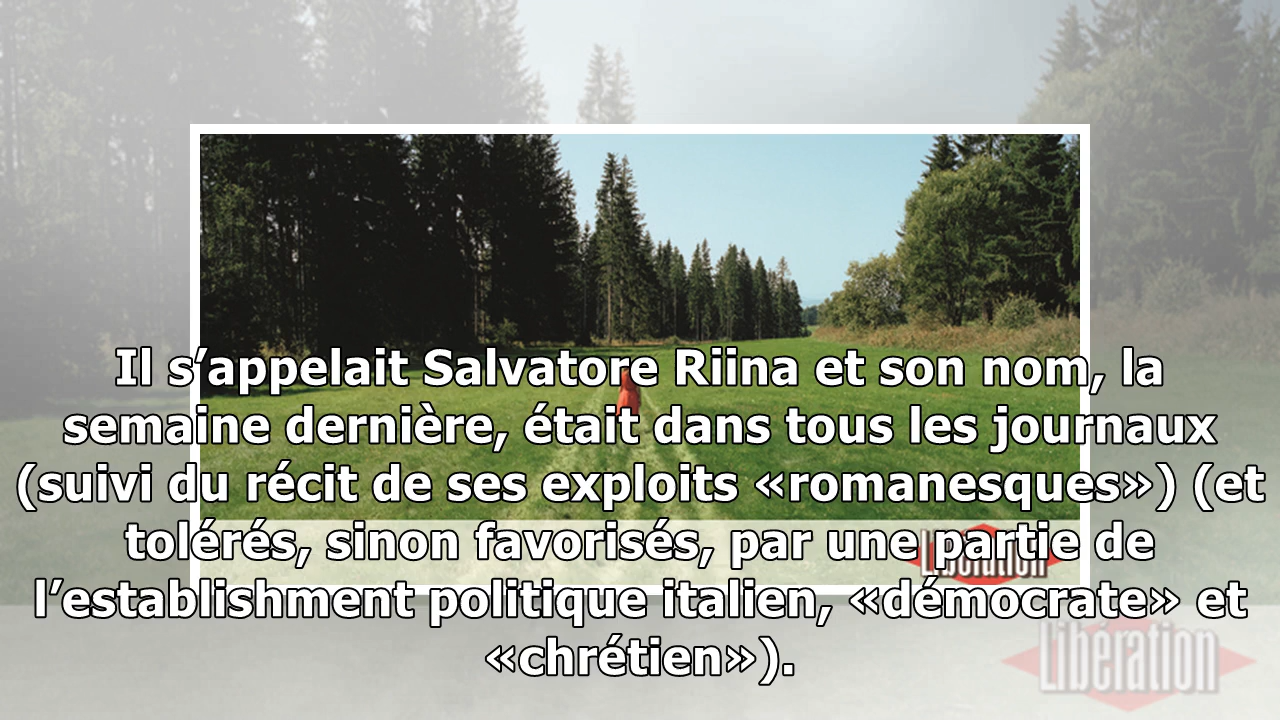 Il s’appelait Salvatore Riina et son nom, la
semaine dernière, était dans tous les journaux
(suivi du récit de ses exploits «romanesques») (et
tolérés, sinon favorisés, par une partie de
l’establishment politique italien, «démocrate» et
«chrétien»).
Libération
Libération